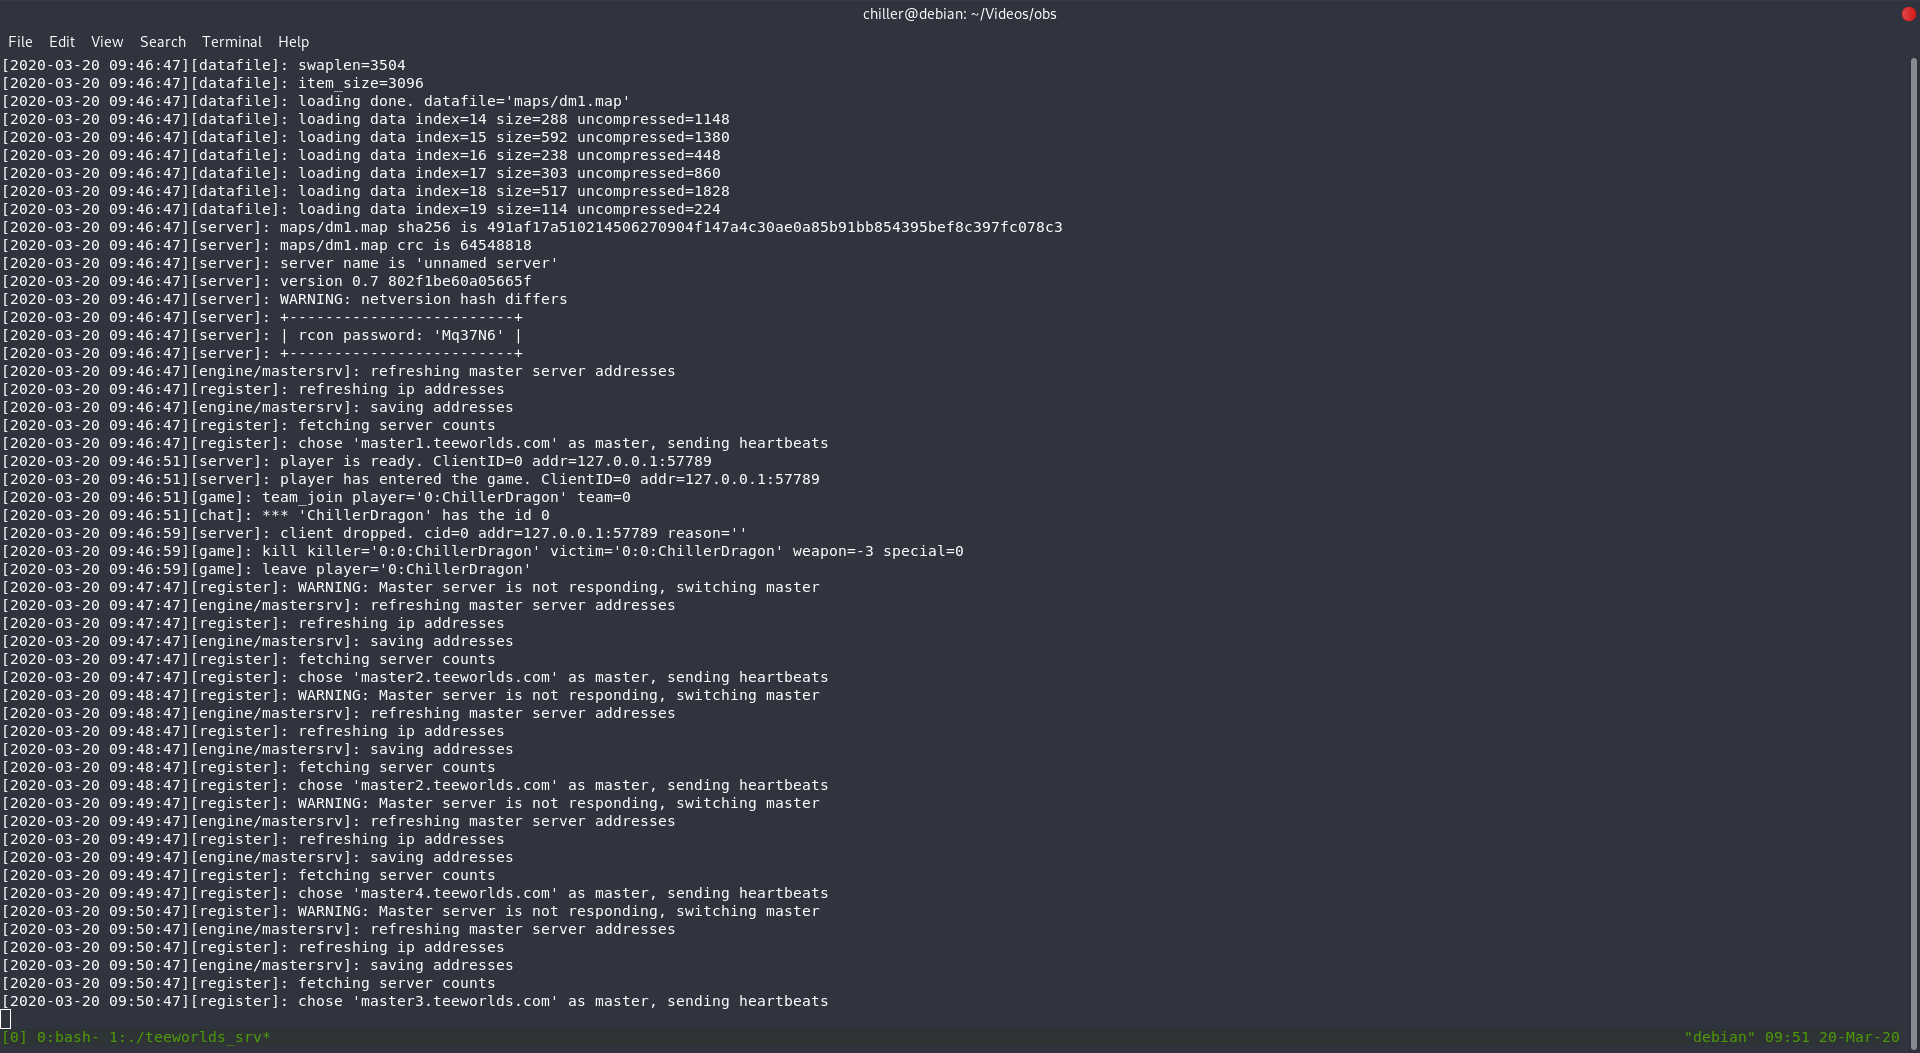 chiller@debian: ~/Videos/obs
File Edit View Search Terminal Help
[2020-03-20 09:46:47][datafile]: swaplen=3504
[2020-03-20 09:46:47][datafile]: item_size=3096
[2020-03-20 09:46:47][datafile]: loading done. datafile='maps/dm1.map'
[2020-03-20 09:46:47][datafile]: loading data index=14 size=288 uncompressed=1148
[2020-03-20 09:46:47][datafile]: loading data index=15 size=592 uncompressed=1380
[2020-03-20 09:46:47][datafile]: loading data index=16 size=238 uncompressed=448
[2020-03-20 09:46:47][datafile]: loading data index=17 size=303 uncompressed=860
[2020-03-20 09:46:47][datafile]: loading data index=18 size=517 uncompressed=1828
[2020-03-20 09:46:47][datafile]: loading data index=19 size=114 uncompressed=224
[2020-03-20 09:46:47][server]: maps/dm1.map sha256 is 491af17a510214506270904f147a4c30ae0a85b91bb854395bef8c397fc078c3
[2020-03-20 09:46:47][server]: maps/dm1.map crc is 64548818
[2020-03-20 09:46:47][server]: server name is 'unnamed server'
[2020-03-20 09:46:47][server]: version 0.7 802f1be60a05665f
[2020-03-20 09:46:47][server]: WARNING: netversion hash differs
[2020-03-20 09:46:47][server]: +-------------------------+
[2020-03-20 09:46:47][server]: | rcon password: 'Mq37N6' |
[2020-03-20 09:46:47][server]: +-------------------------+
[2020-03-20 09:46:47][engine/mastersrv]: refreshing master server addresses
[2020-03-20 09:46:47][register]: refreshing ip addresses
[2020-03-20 09:46:47][engine/mastersrv]: saving addresses
[2020-03-20 09:46:47][register]: fetching server counts
[2020-03-20 09:46:47][register]: chose 'master1.teeworlds.com' as master, sending heartbeats
[2020-03-20 09:46:51][server]: player is ready. ClientID=0 addr=127.0.0.1:57789
[2020-03-20 09:46:51][server]: player has entered the game. ClientID=0 addr=127.0.0.1:57789
[2020-03-20 09:46:51][game]: team_join player='0:ChillerDragon' team=0
[2020-03-20 09:46:51][chat]: *** 'ChillerDragon' has the id 0
[2020-03-20 09:46:59][server]: client dropped. cid=0 addr=127.0.0.1:57789 reason=''
[2020-03-20 09:46:59][game]: kill killer='0:0:ChillerDragon' victim='0:0:ChillerDragon' weapon=-3 special=0
[2020-03-20 09:46:59][game]: leave player='0:ChillerDragon'
[2020-03-20 09:47:47][register]: WARNING: Master server is not responding, switching master
[2020-03-20 09:47:47][engine/mastersrv]: refreshing master server addresses
[2020-03-20 09:47:47][register]: refreshing ip addresses
[2020-03-20 09:47:47][engine/mastersrv]: saving addresses
[2020-03-20 09:47:47][register]: fetching server counts
[2020-03-20 09:47:47][register]: chose 'master2.teeworlds.com' as master, sending heartbeats
[2020-03-20 09:48:47][register]: WARNING: Master server is not responding, switching master
[2020-03-20 09:48:47][engine/mastersrv]: refreshing master server addresses
[2020-03-20 09:48:47][register]: refreshing ip addresses
[2020-03-20 09:48:47][engine/mastersrv]: saving addresses
[2020-03-20 09:48:47][register]: fetching server counts
[2020-03-20 09:48:47][register]: chose 'master2.teeworlds.com' as master, sending heartbeats
[2020-03-20 09:49:47][register]: WARNING: Master server is not responding, switching master
[2020-03-20 09:49:47][engine/mastersrv]: refreshing master server addresses
[2020-03-20 09:49:47][register]: refreshing ip addresses
[2020-03-20 09:49:47][engine/mastersrv]: saving addresses
[2020-03-20 09:49:47][register]: fetching server counts
[2020-03-20 09:49:47][register]: chose 'master4.teeworlds.com' as master, sending heartbeats
[2020-03-20 09:50:47][register]: WARNING: Master server is not responding, switching master
[2020-03-20 09:50:47][engine/mastersrv]: refreshing master server addresses
[2020-03-20 09:50:47][register]: refreshing ip addresses
[2020-03-20 09:50:47][engine/mastersrv]: saving addresses
[2020-03-20 09:50:47][register]: fetching server counts
[2020-03-20 09:50:47][register]: chose 'master3.teeworlds.com' as master, sending heartbeats
[0] 0:bash- 1:./teeworlds_srv* "debian" 09:51 20-Mar-20